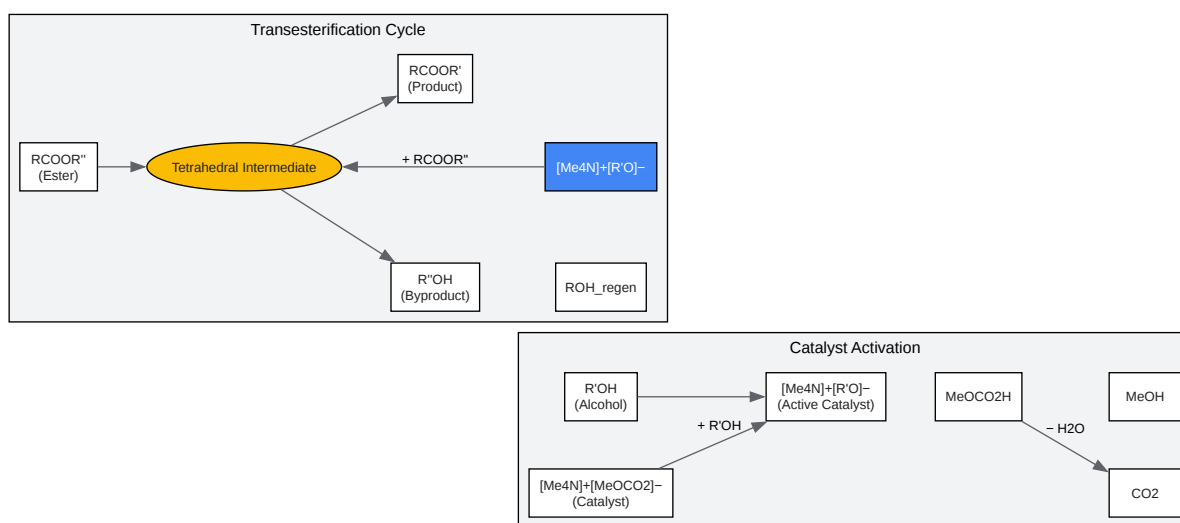 Transesterification Cycle
RCOOR'
(Product)
RCOOR"
(Ester)
Tetrahedral Intermediate
+ RCOOR"
[Me4N]+[R'O]−
R"OH
(Byproduct)
ROH_regen
Catalyst Activation
R'OH
(Alcohol)
[Me4N]+[R'O]−
(Active Catalyst)
MeOCO2H
MeOH
+ R'OH
− H2O
[Me4N]+[MeOCO2]−
(Catalyst)
CO2